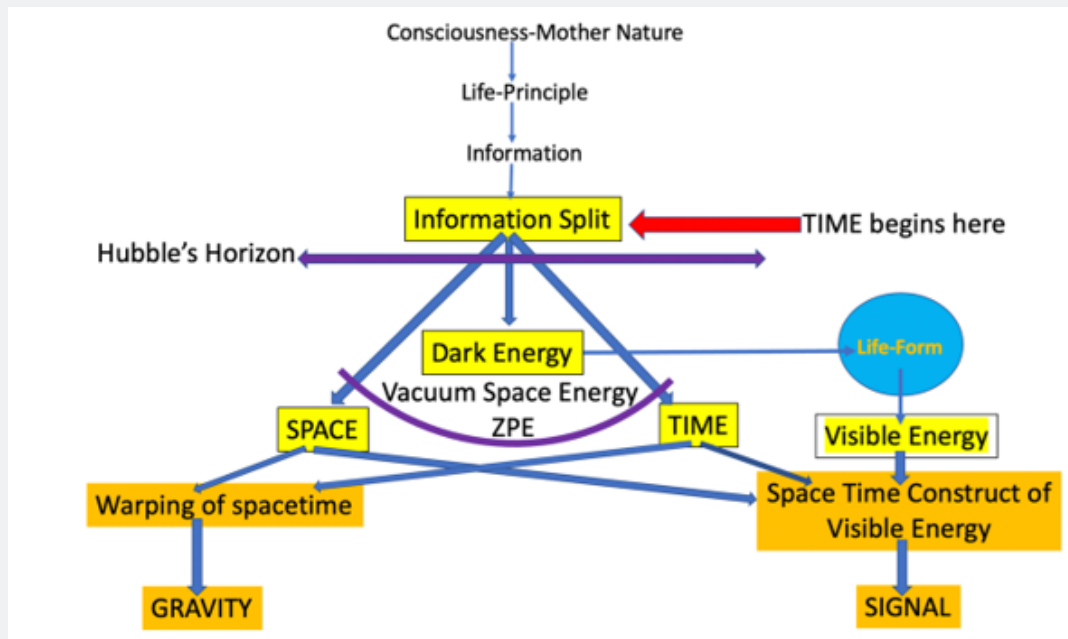 Consciousness-Mother Nature
Life-Principle
Information
Information Split
TIME begins here
Hubble's Horizon
Dark Energy
Life-Form
Vacuum Space Energy
ZPE
SPACE
TIME
Visible Energy
Warping of spacetime
Space Time Construct of
Visible Energy
GRAVITY
SIGNAL